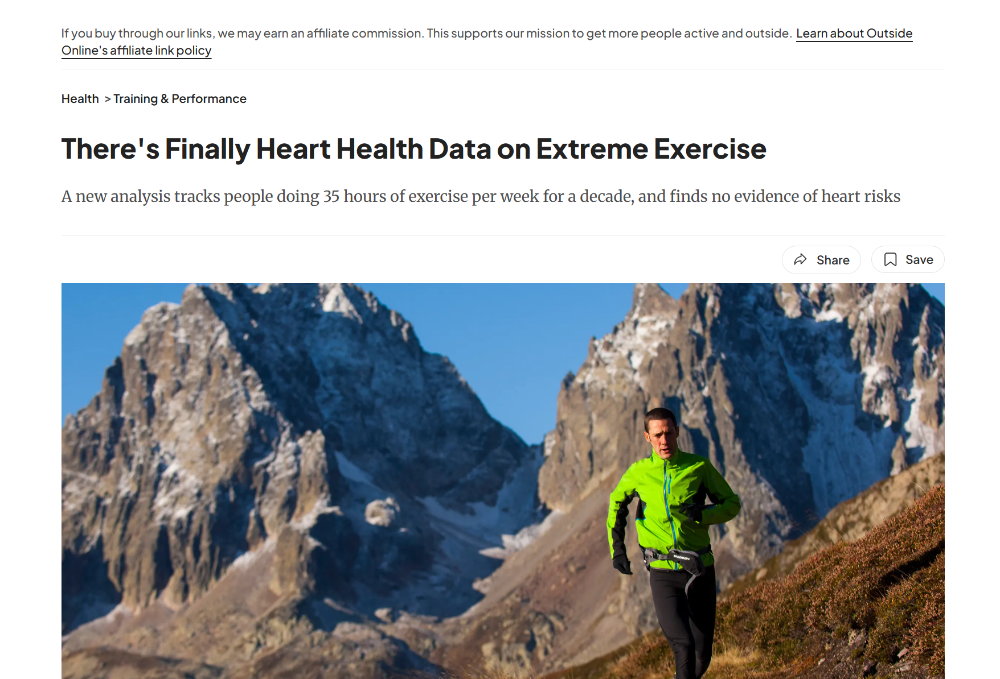 If you buy through our links, we may earn an affiliate commission. This supports our mission to get more people active and outside. Learn about Outside
Online's affiliate link policy
Health > Training & Performance
There's Finally Heart Health Data on Extreme Exercise
A new analysis tracks people doing 35 hours of exercise per week for a decade, and finds no evidence of heart risks
Share
Save
SALOMON